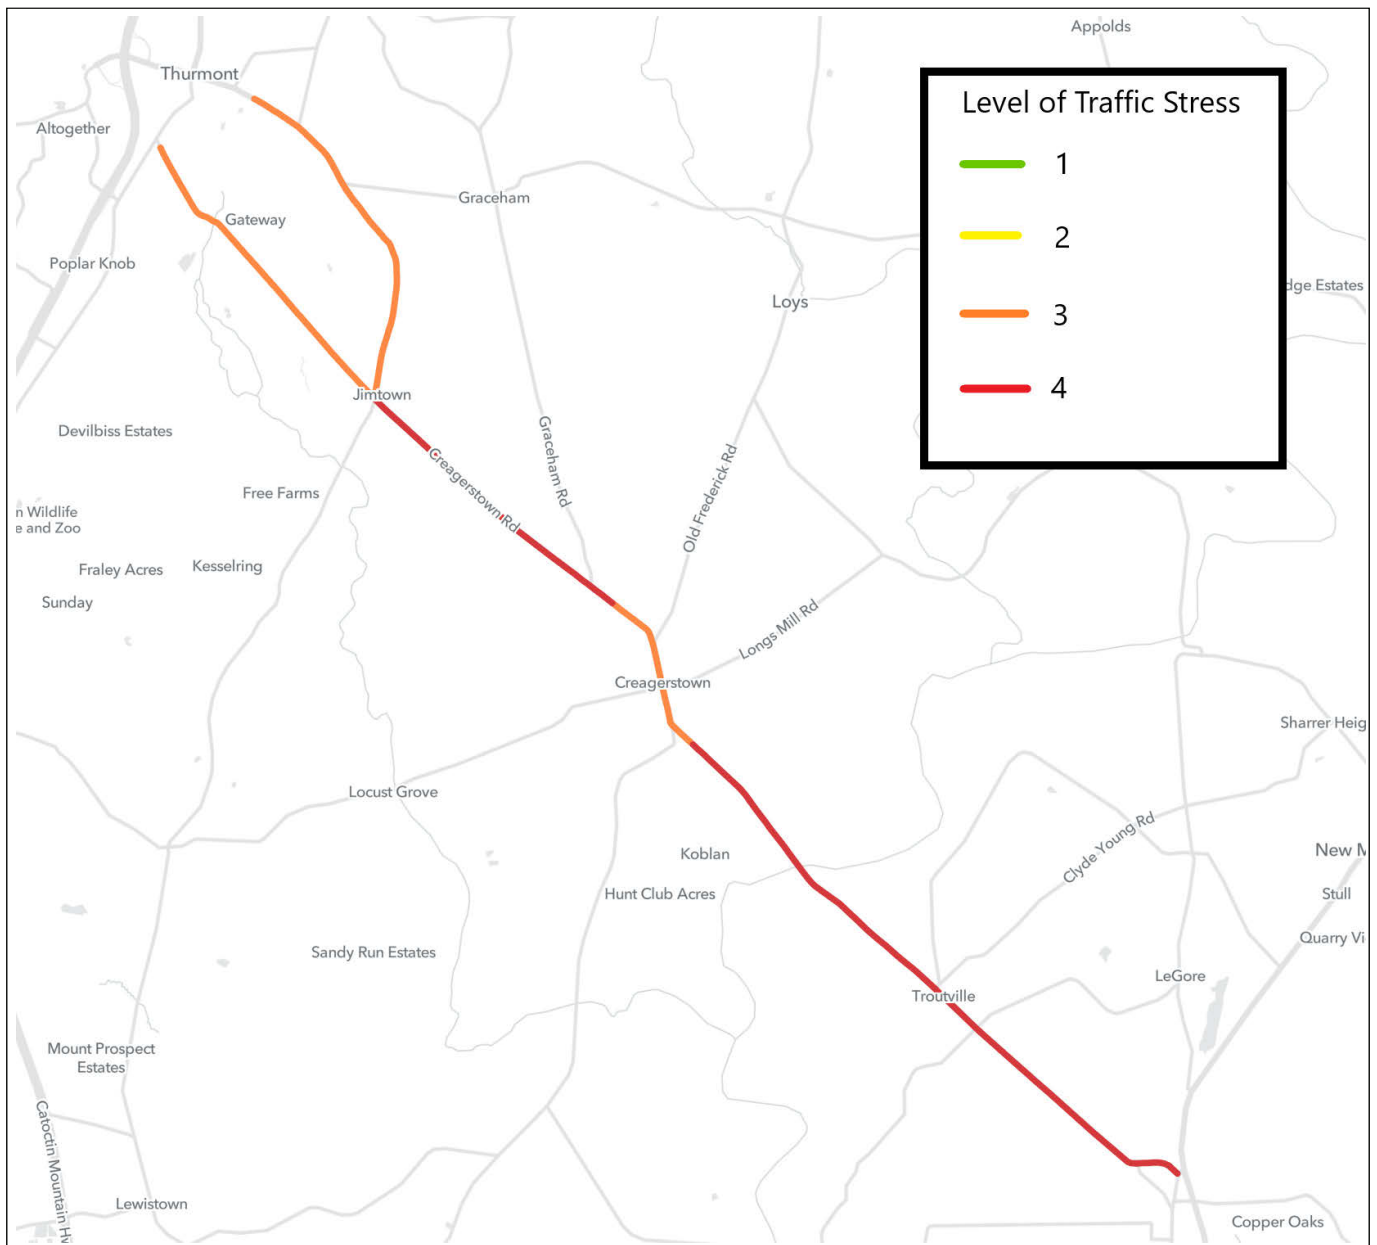 Appolds
Thurmont
Level of Traffic Stress
Altogether
1
Graceham
Gateway
2
Poplar Knob
dge Estates
Loys
3
Jimtown
4
Devilbiss Estates
Graceham Rd
Creagerstown Rd
Old Frederick Rd
Free Farms
n Wildlife
e and Zoo
Fraley Acres
Kesselring
Sunday
Longs Mill Rd
Creagerstown
Sharrer Heig
Locust Grove
Clyde Young Rd
Koblan
New M
Hunt Club Acres
Stull
Quarry Vi
Sandy Run Estates
LeGore
Troutville
Mount Prospect
Estates
Catoctin Mountain Hw
Lewistown
Copper Oaks